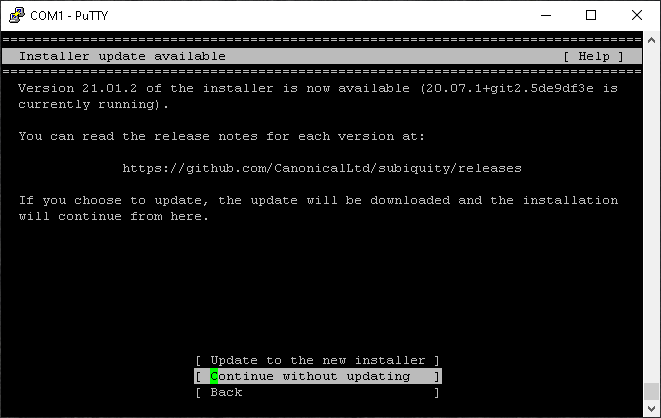 COM1 - PuTTY
================================================================================
Installer update available [ Help ]
================================================================================
Version 21.01.2 of the installer is now available (20.07.1+git2.5de9df3e is
currently running).
You can read the release notes for each version at:
https://github.com/CanonicalLtd/subiquity/releases
If you choose to update, the update will be downloaded and the installation
will continue from here.
[ Update to the new installer ]
[ Continue without updating ]
[ Back ]